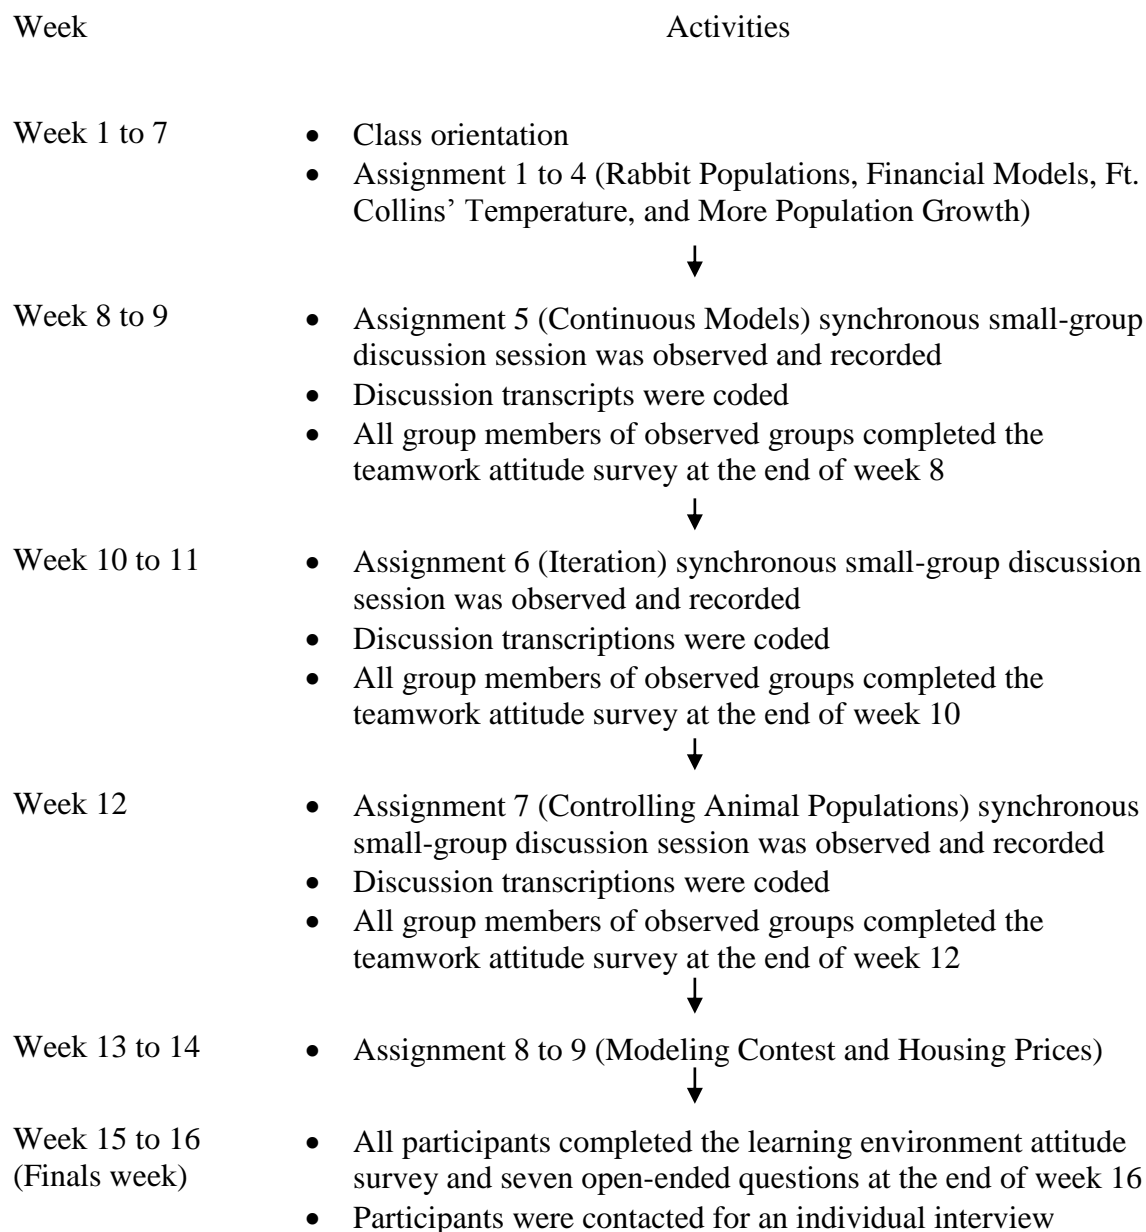 Week Activities
Week 1 to 7 • Class orientation
• Assignment 1 to 4 (Rabbit Populations, Financial Models, Ft.
Collins’ Temperature, and More Population Growth)
Week 8 to 9 • Assignment 5 (Continuous Models) synchronous small-group
discussion session was observed and recorded
• Discussion transcripts were coded
• All group members of observed groups completed the
teamwork attitude survey at the end of week 8
Week 10 to 11 • Assignment 6 (Iteration) synchronous small-group discussion
session was observed and recorded
• Discussion transcriptions were coded
• All group members of observed groups completed the
teamwork attitude survey at the end of week 10
Week 12 • Assignment 7 (Controlling Animal Populations) synchronous
small-group discussion session was observed and recorded
• Discussion transcriptions were coded
• All group members of observed groups completed the
teamwork attitude survey at the end of week 12
Week 13 to 14 • Assignment 8 to 9 (Modeling Contest and Housing Prices)
Week 15 to 16 • All participants completed the learning environment attitude
(Finals week) survey and seven open-ended questions at the end of week 16
• Participants were contacted for an individual interview